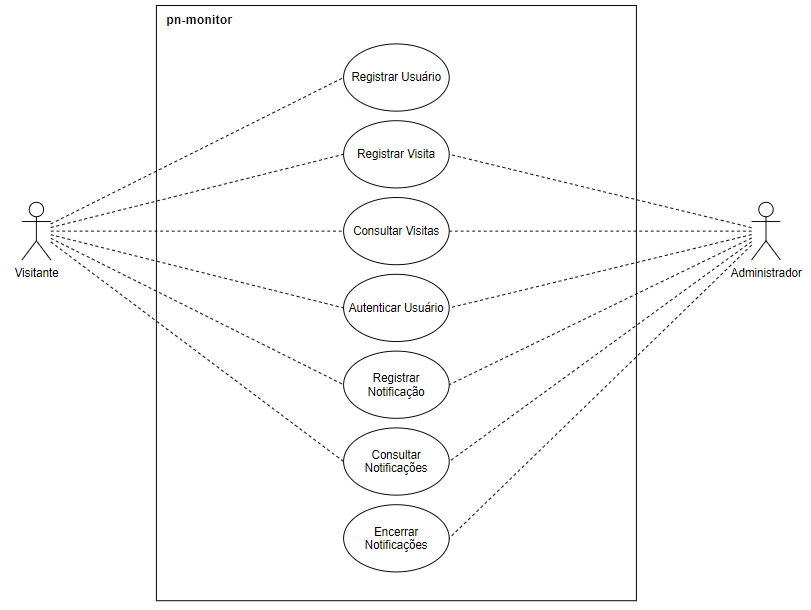 pn-monitor
Registrar Usuário
Registrar Visita
Consultar Visitas
Visitante
Administrador
Autenticar Usuário
Registrar
Notificação
Consultar
Notificações
Encerrar
Notificações